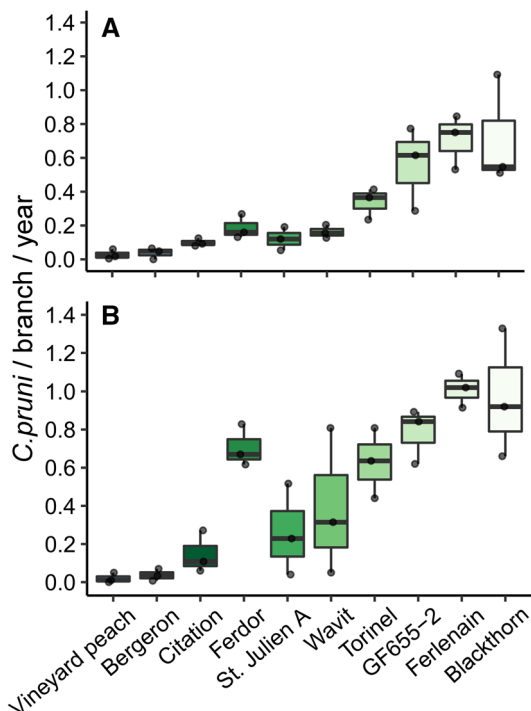 A
1.4
1.2
1.0
0.8
0.6
0.4
0.2
0.0
B
1.4
1.2
1.0
0.8
0.6
0.4
0.2
0.0
C.pruni / branch / year
Vineyard peach
Bergeron
Citation
Ferdor
St. Julien A
Wavit
Torinel
GF655−2
Ferlenain
Blackthorn